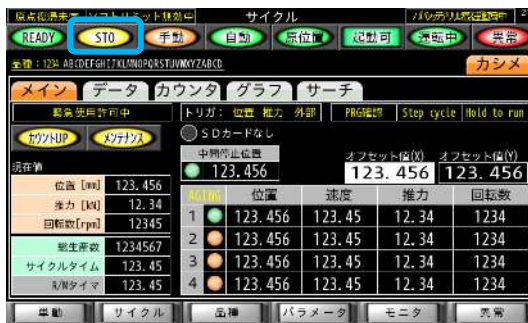 原点復帰未実 ソフトリミット無効中 サイクル バッテリ
READY STO 手動 自動 原位置 起動可 運転中 異常
品種：1234 ABCDEFGHIJKLMNOPQRSTUVWXYZABCD カシメ
メイン データ カウンタ グラフ サーチ
緊急使用許可中 トリガ： 位置 推力 外部 PRG確認 Step cycle Hold to run
カウントUP メンテナンス SDカードなし
中間停止位置 オフセット値(X) オフセット値(Y)
現在値 123.456 123.456 123.456
位置 [mm] 123.456 AGING 位置 速度 推力 回転数
推力 [kN] 12.34 1 123.456 123.45 12.34 1234
回転数[rpm] 12345 2 123.456 123.45 12.34 1234
総生産数 1234567 3 123.456 123.45 12.34 1234
サイクルタイム 123.45 4 123.456 123.45 12.34 1234
R/Nタイマ 123.45
単動 サイクル 品種 パラメータ モニタ 異常